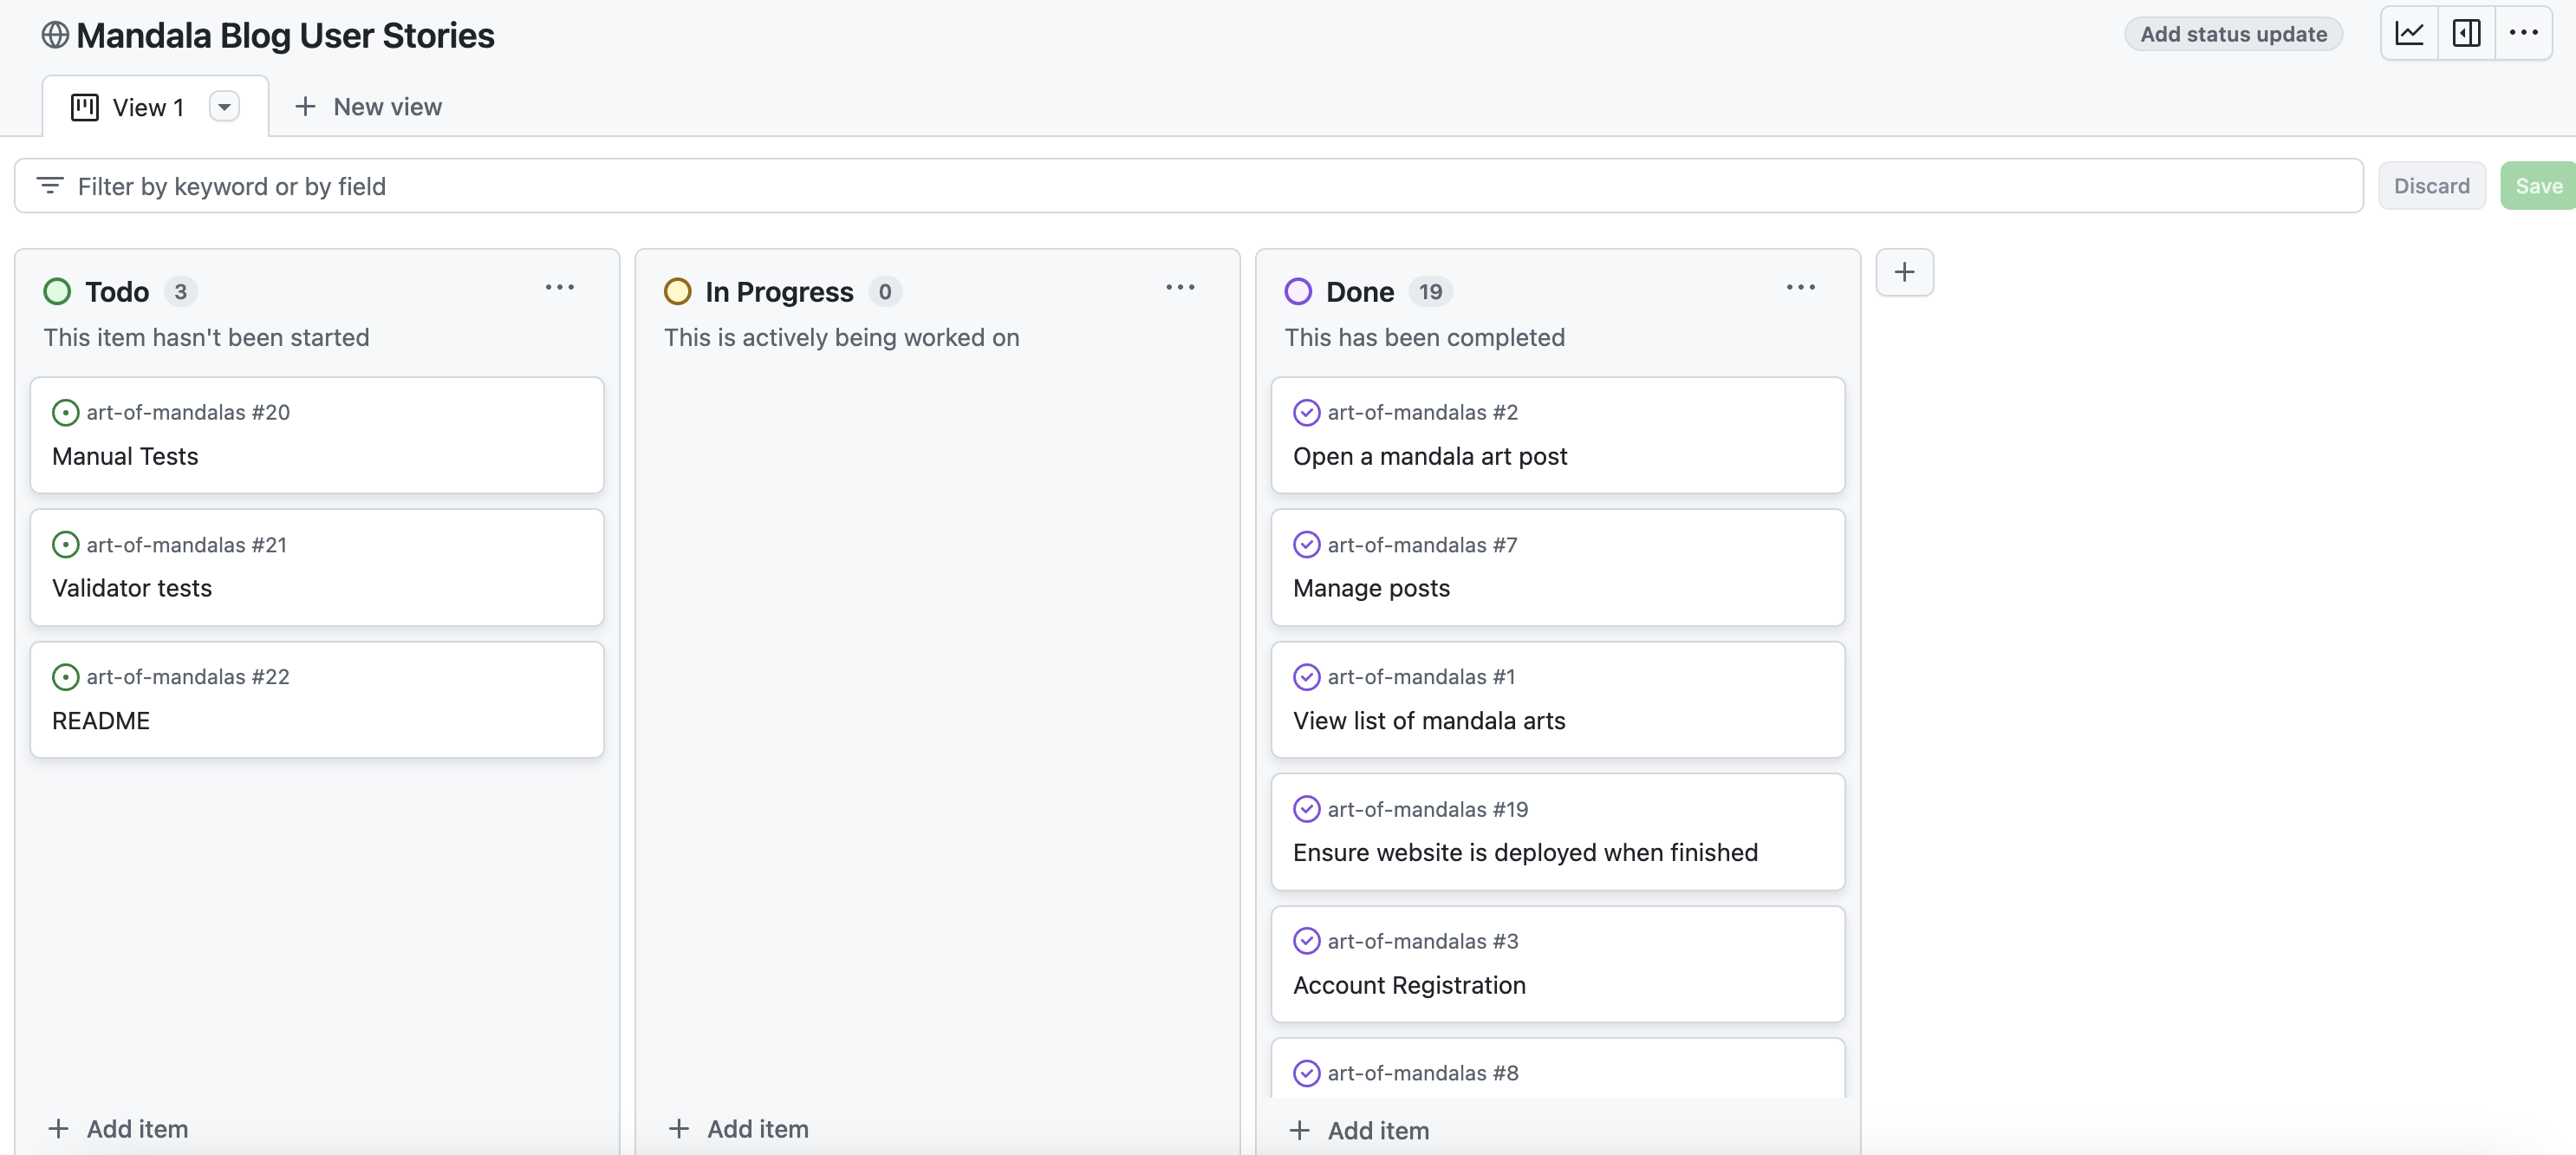 Mandala Blog User Stories
Add status update
View 1
New view
Filter by keyword or by field
Discard
Save
Todo 3
This item hasn't been started
art-of-mandalas #20
Manual Tests
art-of-mandalas #21
Validator tests
art-of-mandalas #22
README
Add item
In Progress 0
This is actively being worked on
Add item
Done 19
This has been completed
art-of-mandalas #2
Open a mandala art post
art-of-mandalas #7
Manage posts
art-of-mandalas #1
View list of mandala arts
art-of-mandalas #19
Ensure website is deployed when finished
art-of-mandalas #3
Account Registration
art-of-mandalas #8
Add item